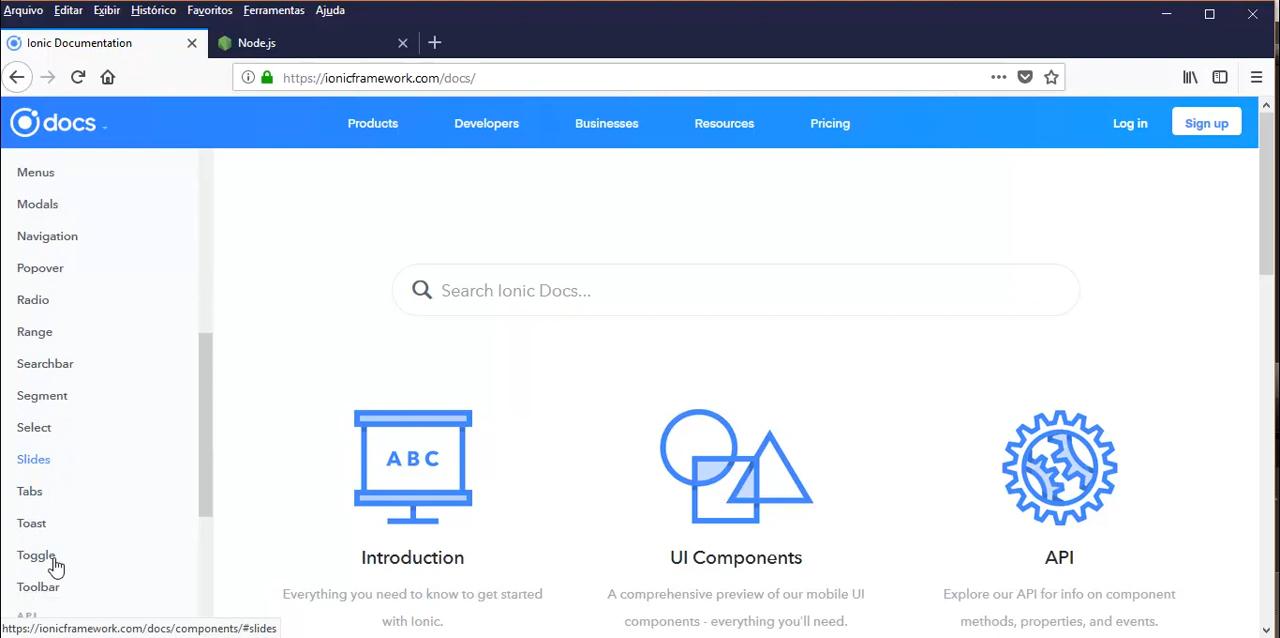 Arquivo Editar Exibir Histórico Favoritos Ferramentas Ajuda
Ionic Documentation
Node.js
https://ionicframework.com/docs/
docs
Products Developers Businesses Resources Pricing Log in Sign up
Menus
Modals
Navigation
Popover
Radio
Range
Searchbar
Segment
Select
Slides
Tabs
Toast
Toggle
Toolbar
API
https://ionicframework.com/docs/components/#slides
Search Ionic Docs...
ABC
Introduction
Everything you need to know to get started
with Ionic.
UI Components
A comprehensive preview of our mobile UI
components - everything you'll need.
API
Explore our API for info on component
methods, properties, and events.